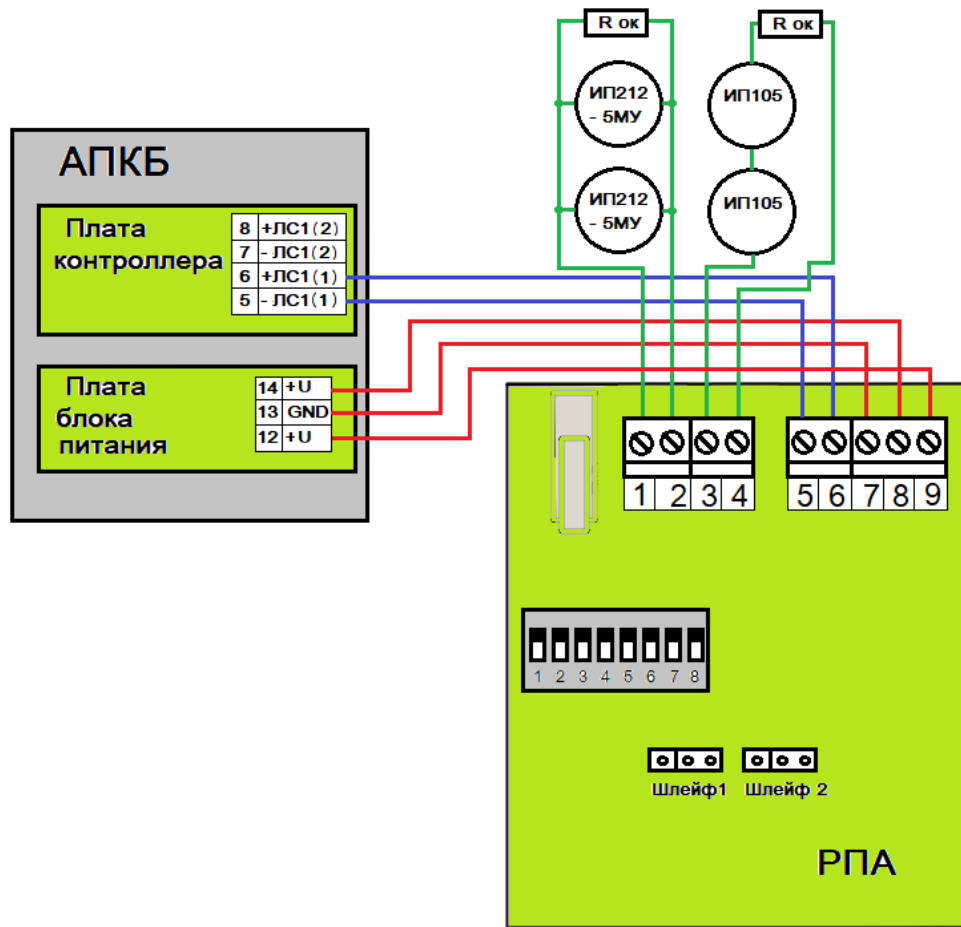 R ок
R ок
ИП212
- 5МУ
ИП105
ИП212
- 5МУ
ИП105
АПКБ
Плата
контроллера
8 +ЛС1(2)
7 - ЛС1(2)
6 +ЛС1(1)
5 - ЛС1(1)
Плата
блока
питания
14 +U
13 GND
12 +U
1 2 3 4 5 6 7 8 9
1 2 3 4 5 6 7 8
Шлейф1 Шлейф 2
РПА